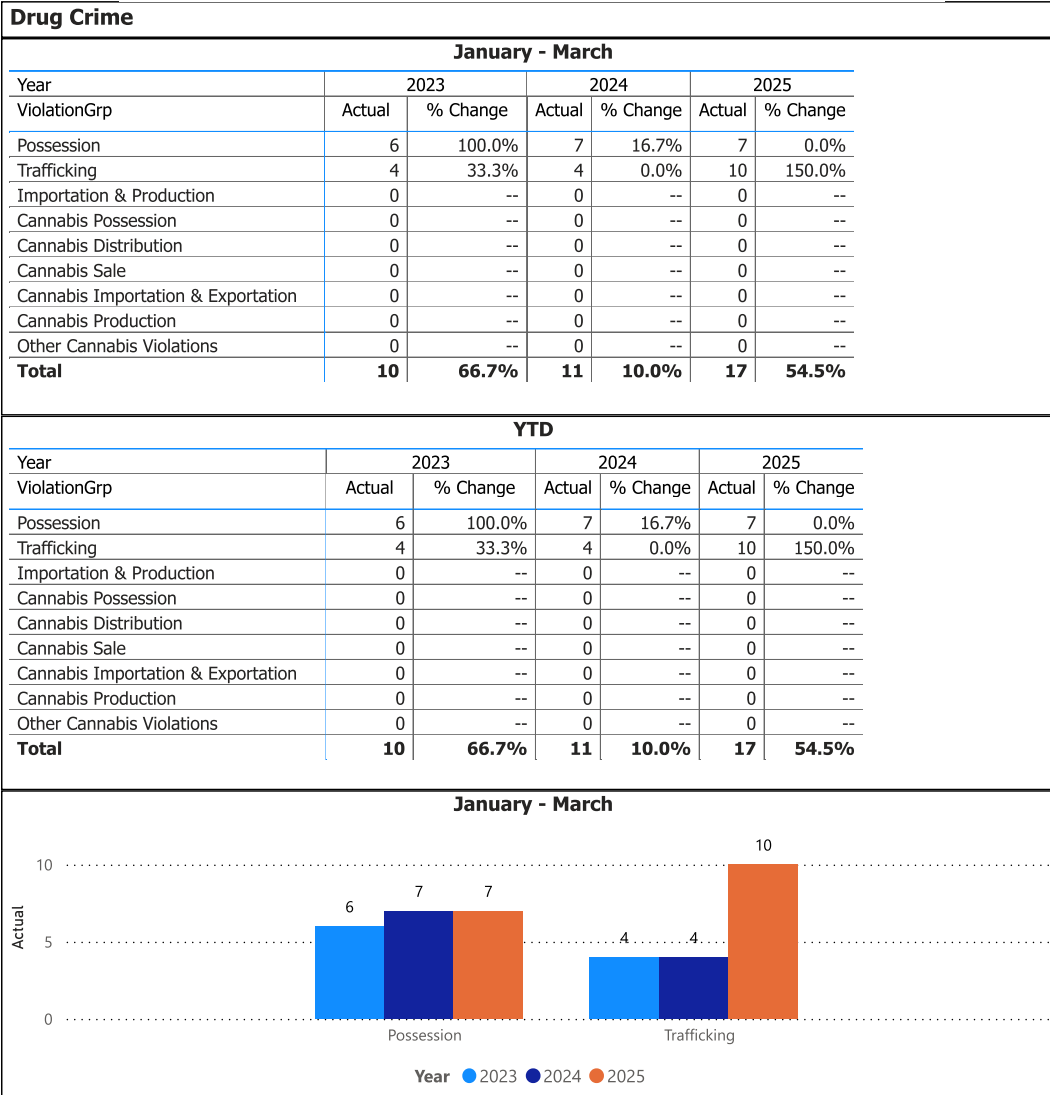 Drug Crime
January - March
Year 2023 2024 2025
ViolationGrp Actual % Change Actual % Change Actual % Change
Possession 6 100.0% 7 16.7% 7 0.0%
Trafficking 4 33.3% 4 0.0% 10 150.0%
Importation & Production 0 -- 0 -- 0 --
Cannabis Possession 0 -- 0 -- 0 --
Cannabis Distribution 0 -- 0 -- 0 --
Cannabis Sale 0 -- 0 -- 0 --
Cannabis Importation & Exportation 0 -- 0 -- 0 --
Cannabis Production 0 -- 0 -- 0 --
Other Cannabis Violations 0 -- 0 -- 0 --
Total 10 66.7% 11 10.0% 17 54.5%
YTD
Year 2023 2024 2025
ViolationGrp Actual % Change Actual % Change Actual % Change
Possession 6 100.0% 7 16.7% 7 0.0%
Trafficking 4 33.3% 4 0.0% 10 150.0%
Importation & Production 0 -- 0 -- 0 --
Cannabis Possession 0 -- 0 -- 0 --
Cannabis Distribution 0 -- 0 -- 0 --
Cannabis Sale 0 -- 0 -- 0 --
Cannabis Importation & Exportation 0 -- 0 -- 0 --
Cannabis Production 0 -- 0 -- 0 --
Other Cannabis Violations 0 -- 0 -- 0 --
Total 10 66.7% 11 10.0% 17 54.5%
January - March
Actual
10
5
0
6 7 7
4 4 10
Possession Trafficking
Year 2023 2024 2025